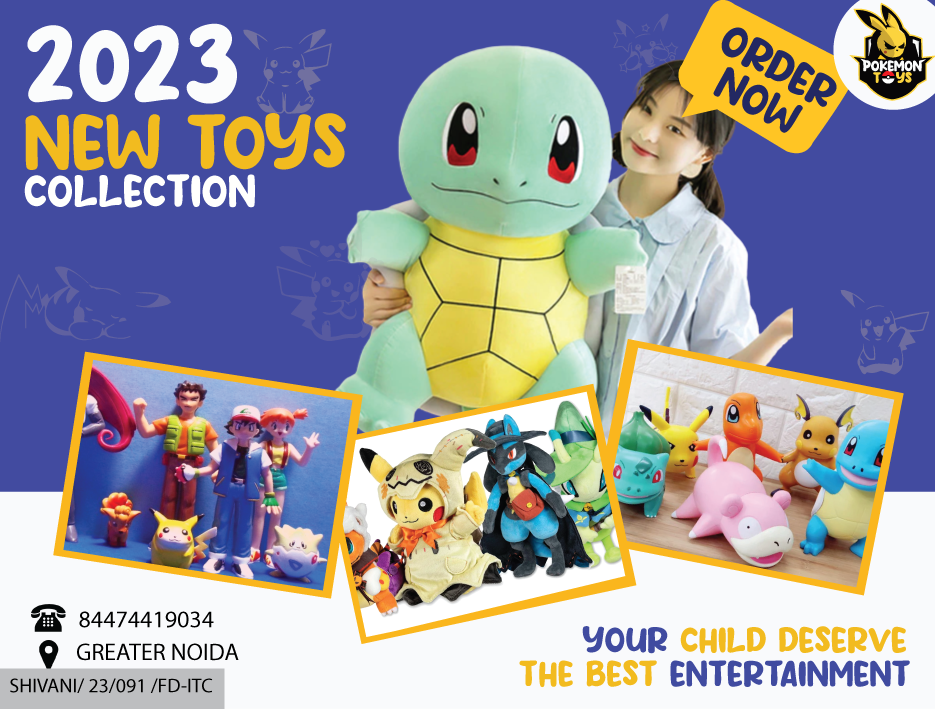 2023
NEW TOYS
COLLECTION
ORDER
NOW
POKEMON
TOYS
84474419034
GREATER NOIDA
SHIVANI/ 23/091 /FD-ITC
YOUR CHILD DESERVE
THE BEST ENTERTAINMENT